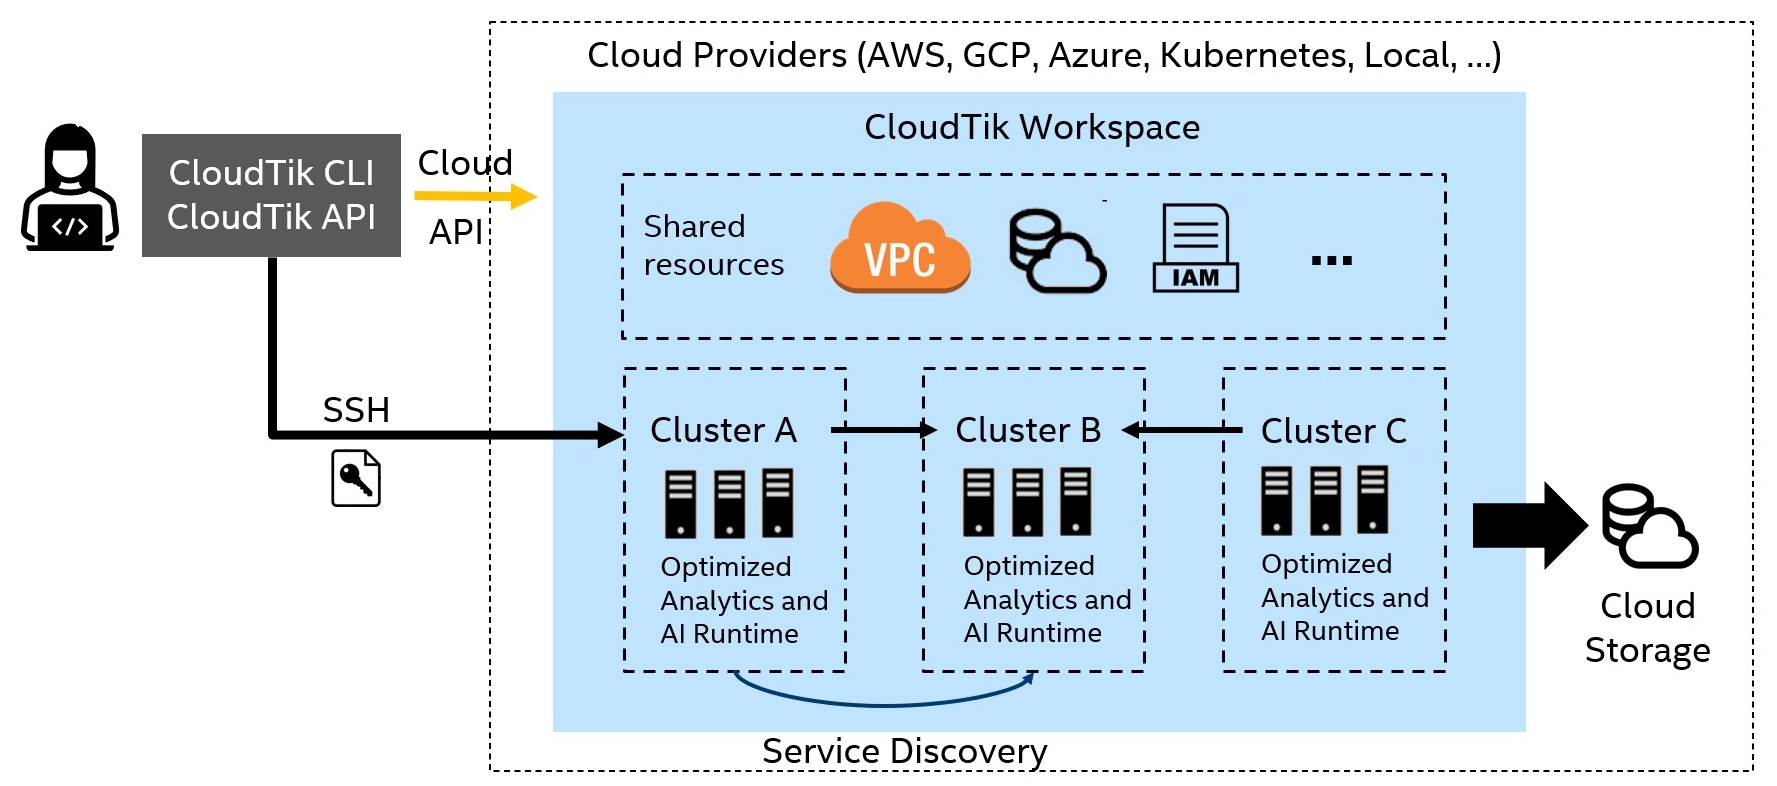 Cloud Providers (AWS, GCP, Azure, Kubernetes, Local, ...)
CloudTik Workspace
CloudTik CLI
CloudTik API
</>
Cloud
API
Shared
resources
VPC
IAM
...
SSH
Cluster A
Cluster B
Cluster C
Optimized
Analytics and
AI Runtime
Optimized
Analytics and
AI Runtime
Optimized
Analytics and
AI Runtime
Cloud
Storage
Service Discovery